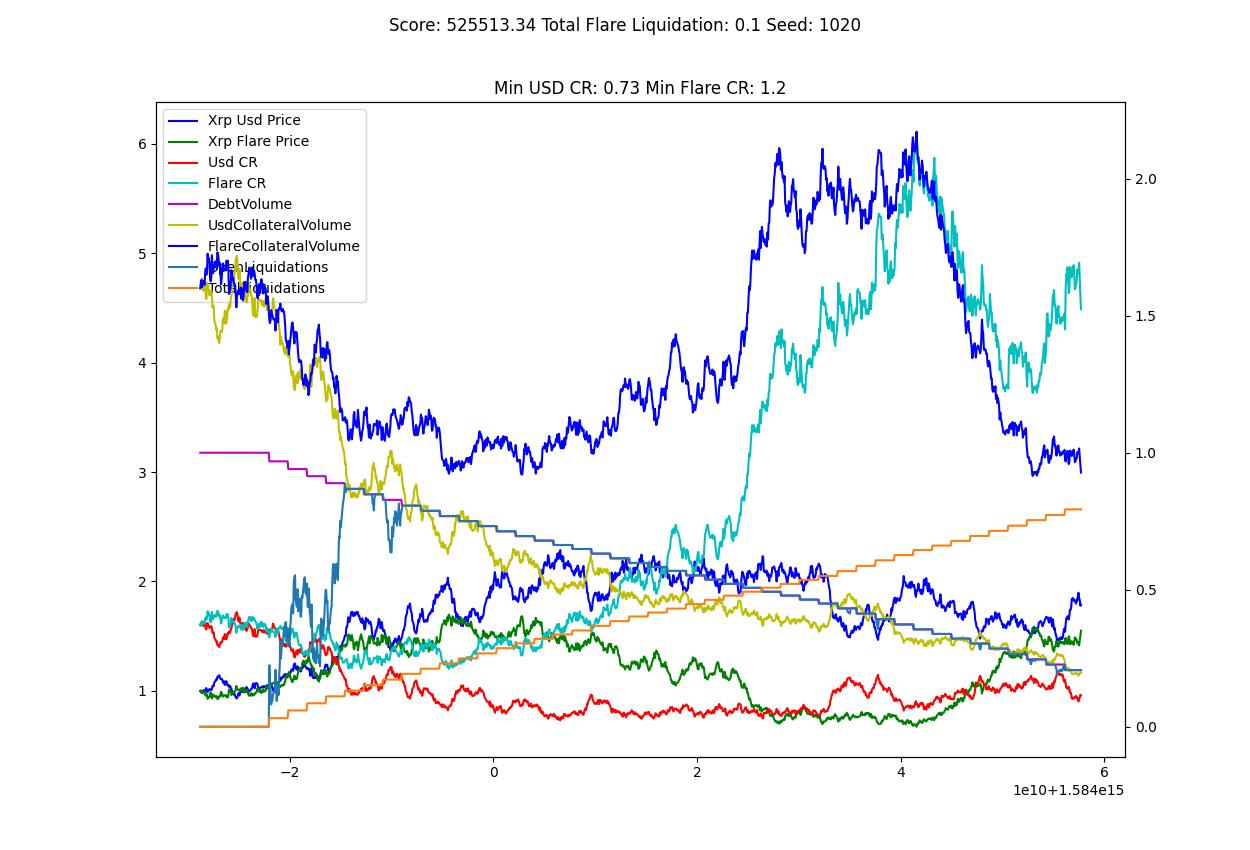 Score: 525513.34 Total Flare Liquidation: 0.1 Seed: 1020
Min USD CR: 0.73 Min Flare CR: 1.2
Xrp Usd Price
Xrp Flare Price
Usd CR
Flare CR
DebtVolume
UsdCollateralVolume
FlareCollateralVolume
OpenLiquidations
TotalLiquidations
6
5
4
3
2
1
2.0
1.5
1.0
0.5
0.0
−2
0
2
4
6
1e10+1.584e15